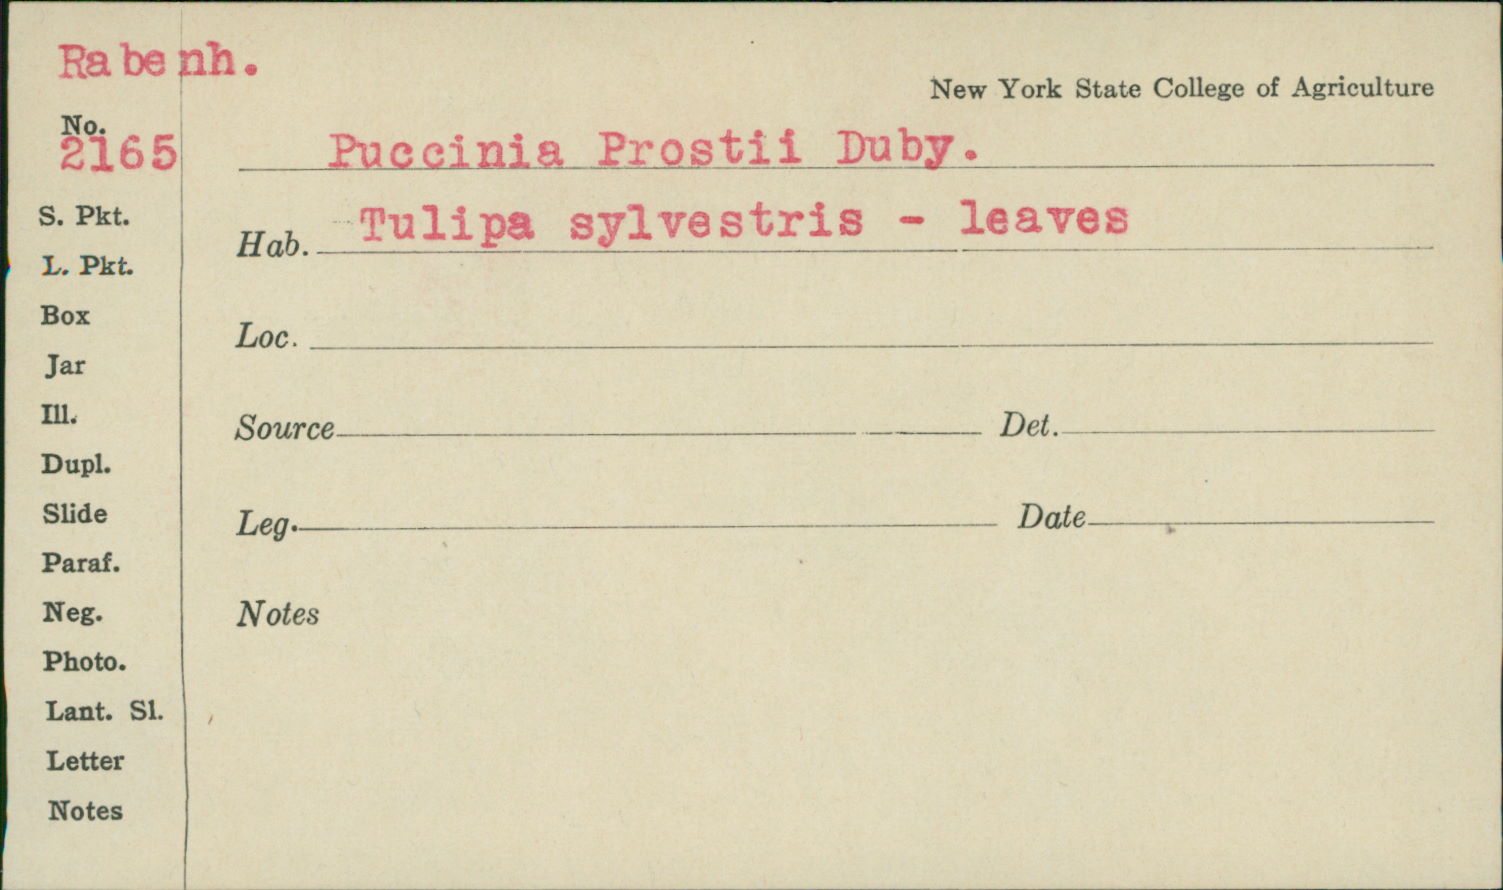 Rabenh.
New York State College of Agriculture
No.
2165
Puccinia Prostii Duby.
S. Pkt.
Hab. Tulipa sylvestris - leaves
L. Pkt.
Box
Loc.
Jar
Ill.
Source Det.
Dupl.
Slide
Leg. Date
Paraf.
Neg.
Notes
Photo.
Lant. Sl.
Letter
Notes